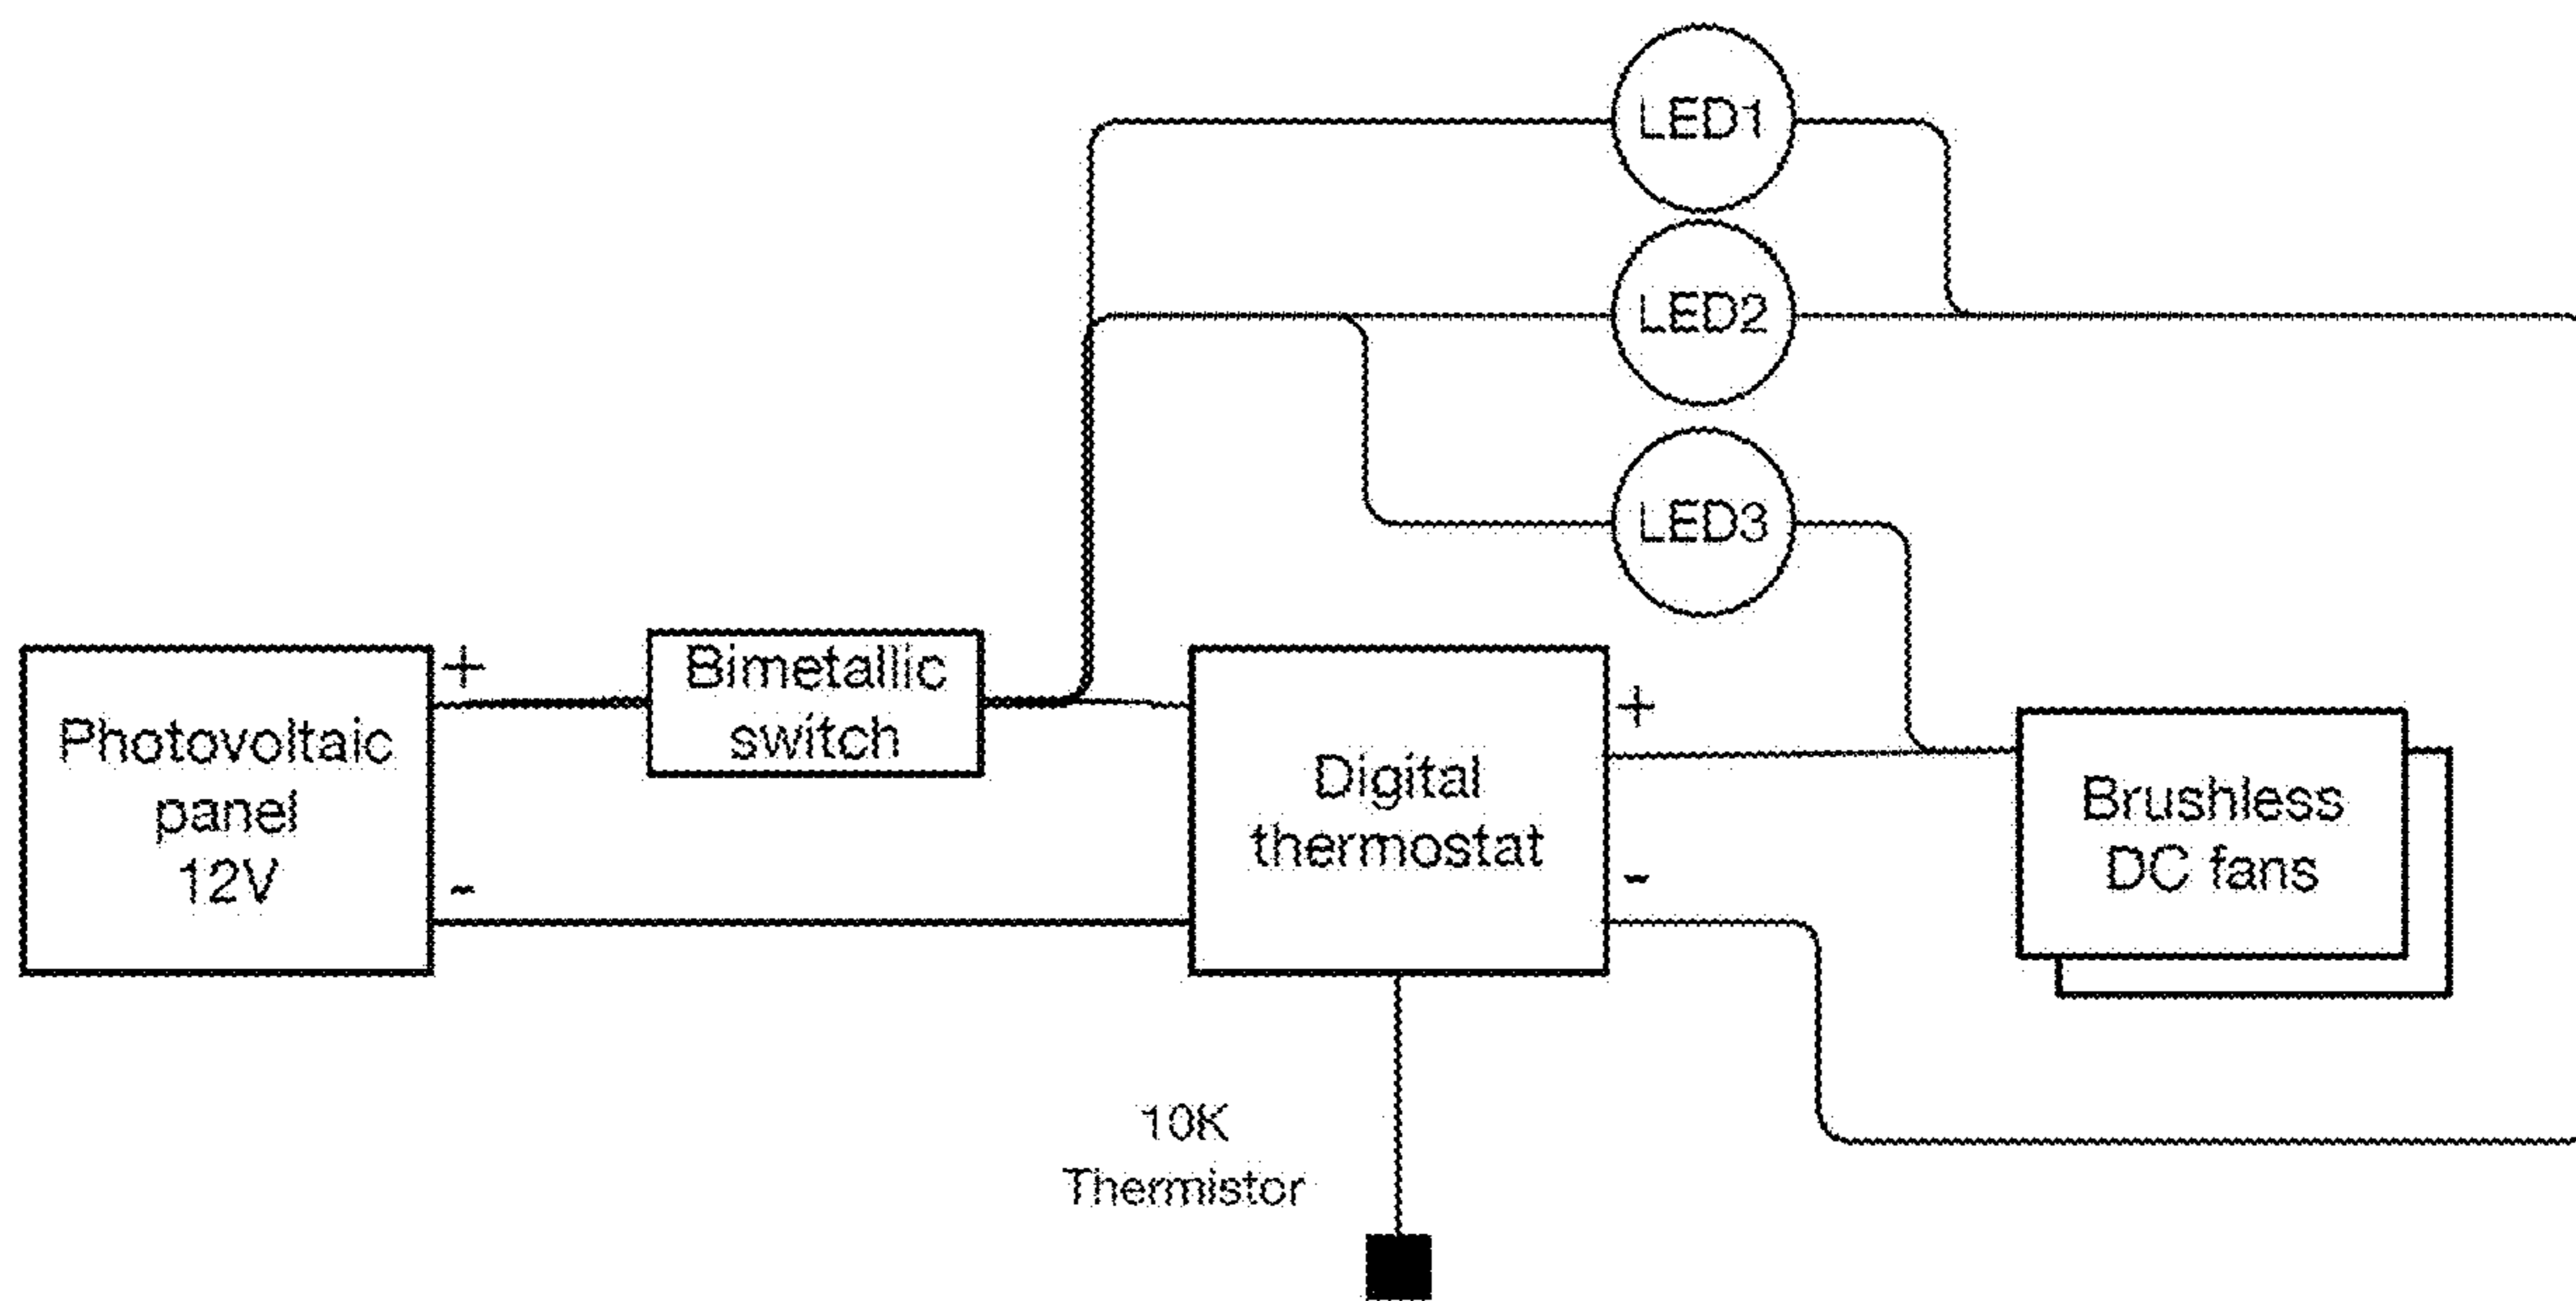 LED1
LED2
LED3
+
Bimetallic
switch
Photovoltaic
panel
12V
-
+
Digital
thermostat
-
Brushless
DC fans
10K
Thermistor